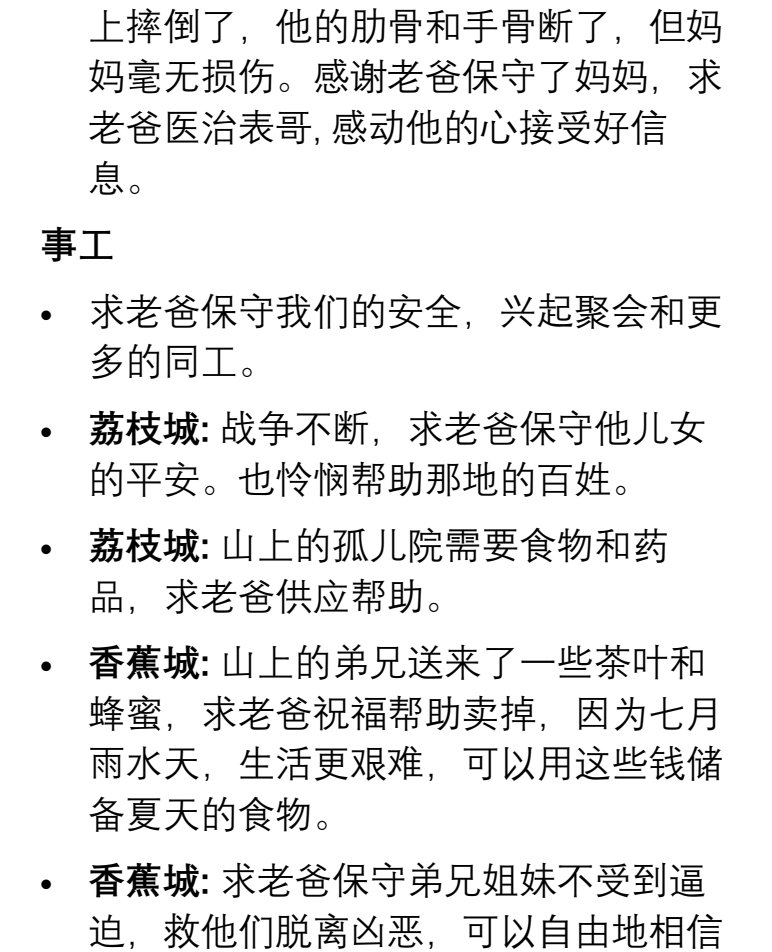 上摔倒了，他的肋骨和手骨断了，但妈
妈毫无损伤。感谢老爸保守了妈妈，求
老爸医治表哥, 感动他的心接受好信
息。
事工
• 求老爸保守我们的安全，兴起聚会和更
多的同工。
• 荔枝城: 战争不断，求老爸保守他儿女
的平安。也怜悯帮助那地的百姓。
• 荔枝城: 山上的孤儿院需要食物和药
品，求老爸供应帮助。
• 香蕉城: 山上的弟兄送来了一些茶叶和
蜂蜜，求老爸祝福帮助卖掉，因为七月
雨水天，生活更艰难，可以用这些钱储
备夏天的食物。
• 香蕉城: 求老爸保守弟兄姐妹不受到逼
迫，救他们脱离凶恶，可以自由地相信